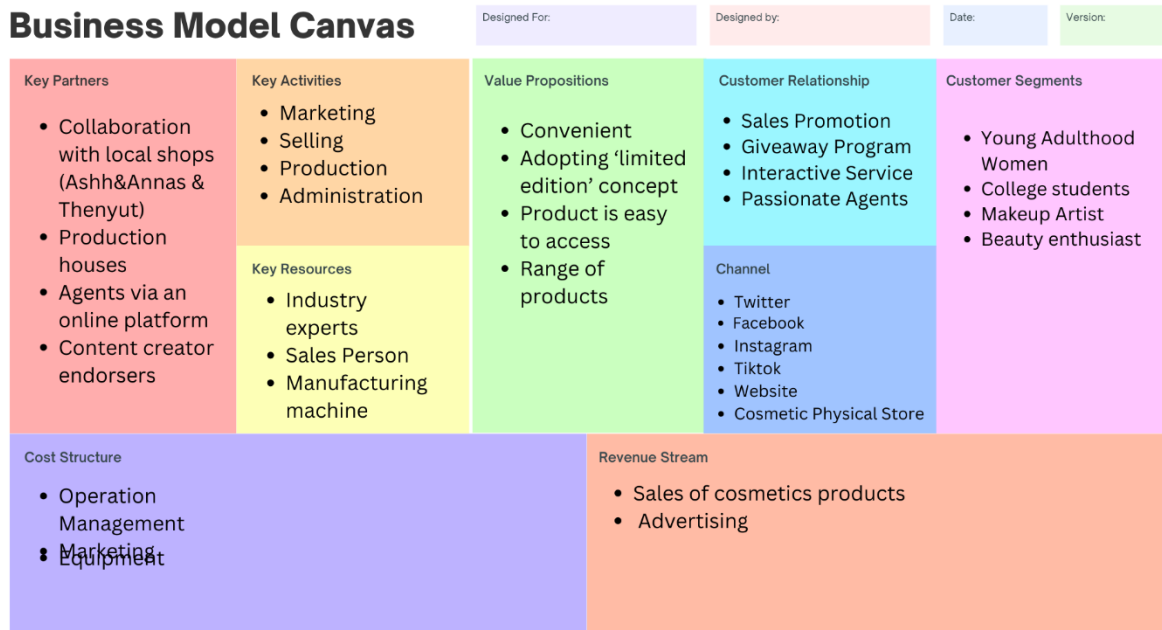 Business Model Canvas
Designed For:
Designed by:
Date:
Version:
Key Partners
• Collaboration
with local shops
(Ashh&Annas &
Thenyut)
• Production
houses
• Agents via an
online platform
• Content creator
endorsers
Key Activities
• Marketing
• Selling
• Production
• Administration
Key Resources
• Industry
experts
• Sales Person
• Manufacturing
machine
Value Propositions
• Convenient
• Adopting ‘limited
edition’ concept
• Product is easy
to access
• Range of
products
Customer Relationship
• Sales Promotion
• Giveaway Program
• Interactive Service
• Passionate Agents
Channel
• Twitter
• Facebook
• Instagram
• Tiktok
• Website
• Cosmetic Physical Store
Customer Segments
• Young Adulthood
Women
• College students
• Makeup Artist
• Beauty enthusiast
Cost Structure
• Operation
Management
• Marketing
• Equipment
Revenue Stream
• Sales of cosmetics products
• Advertising